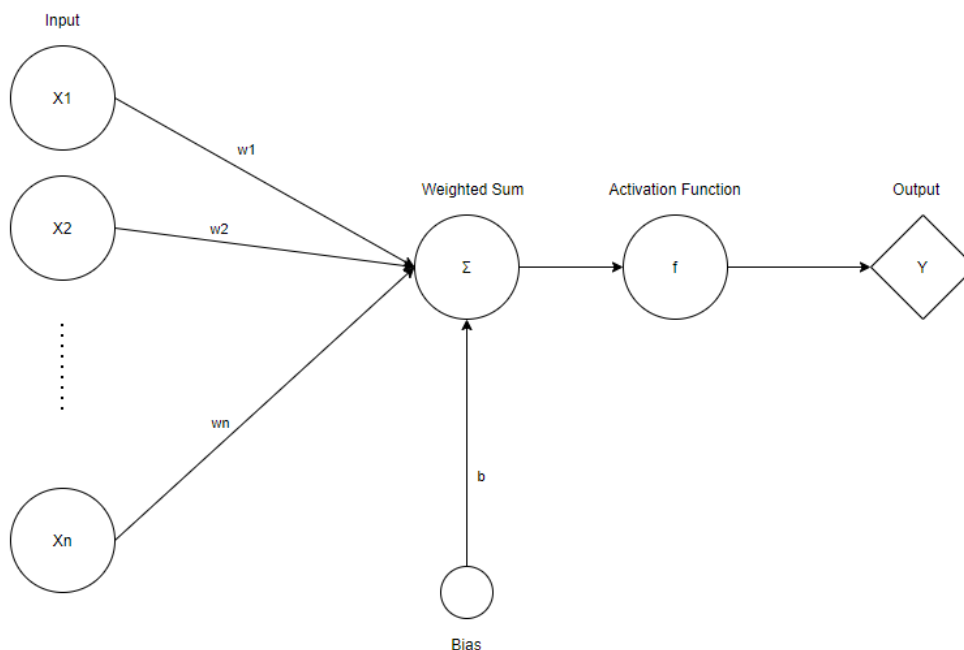 Input
X1
w1
X2
w2
Weighted Sum
Activation Function
Output
Σ
f
Y
wn
Xn
b
Bias